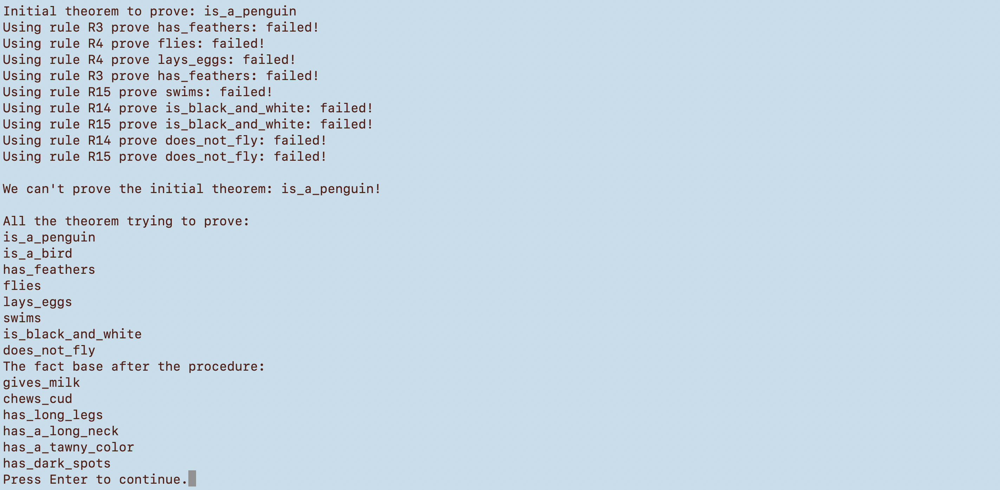 Initial theorem to prove: is_a_penguin
Using rule R3 prove has_feathers: failed!
Using rule R4 prove flies: failed!
Using rule R4 prove lays_eggs: failed!
Using rule R3 prove has_feathers: failed!
Using rule R15 prove swims: failed!
Using rule R14 prove is_black_and_white: failed!
Using rule R15 prove is_black_and_white: failed!
Using rule R14 prove does_not_fly: failed!
Using rule R15 prove does_not_fly: failed!
We can't prove the initial theorem: is_a_penguin!
All the theorem trying to prove:
is_a_penguin
is_a_bird
has_feathers
flies
lays_eggs
swims
is_black_and_white
does_not_fly
The fact base after the procedure:
gives_milk
chews_cud
has_long_legs
has_a_long_neck
has_a_tawny_color
has_dark_spots
Press Enter to continue.